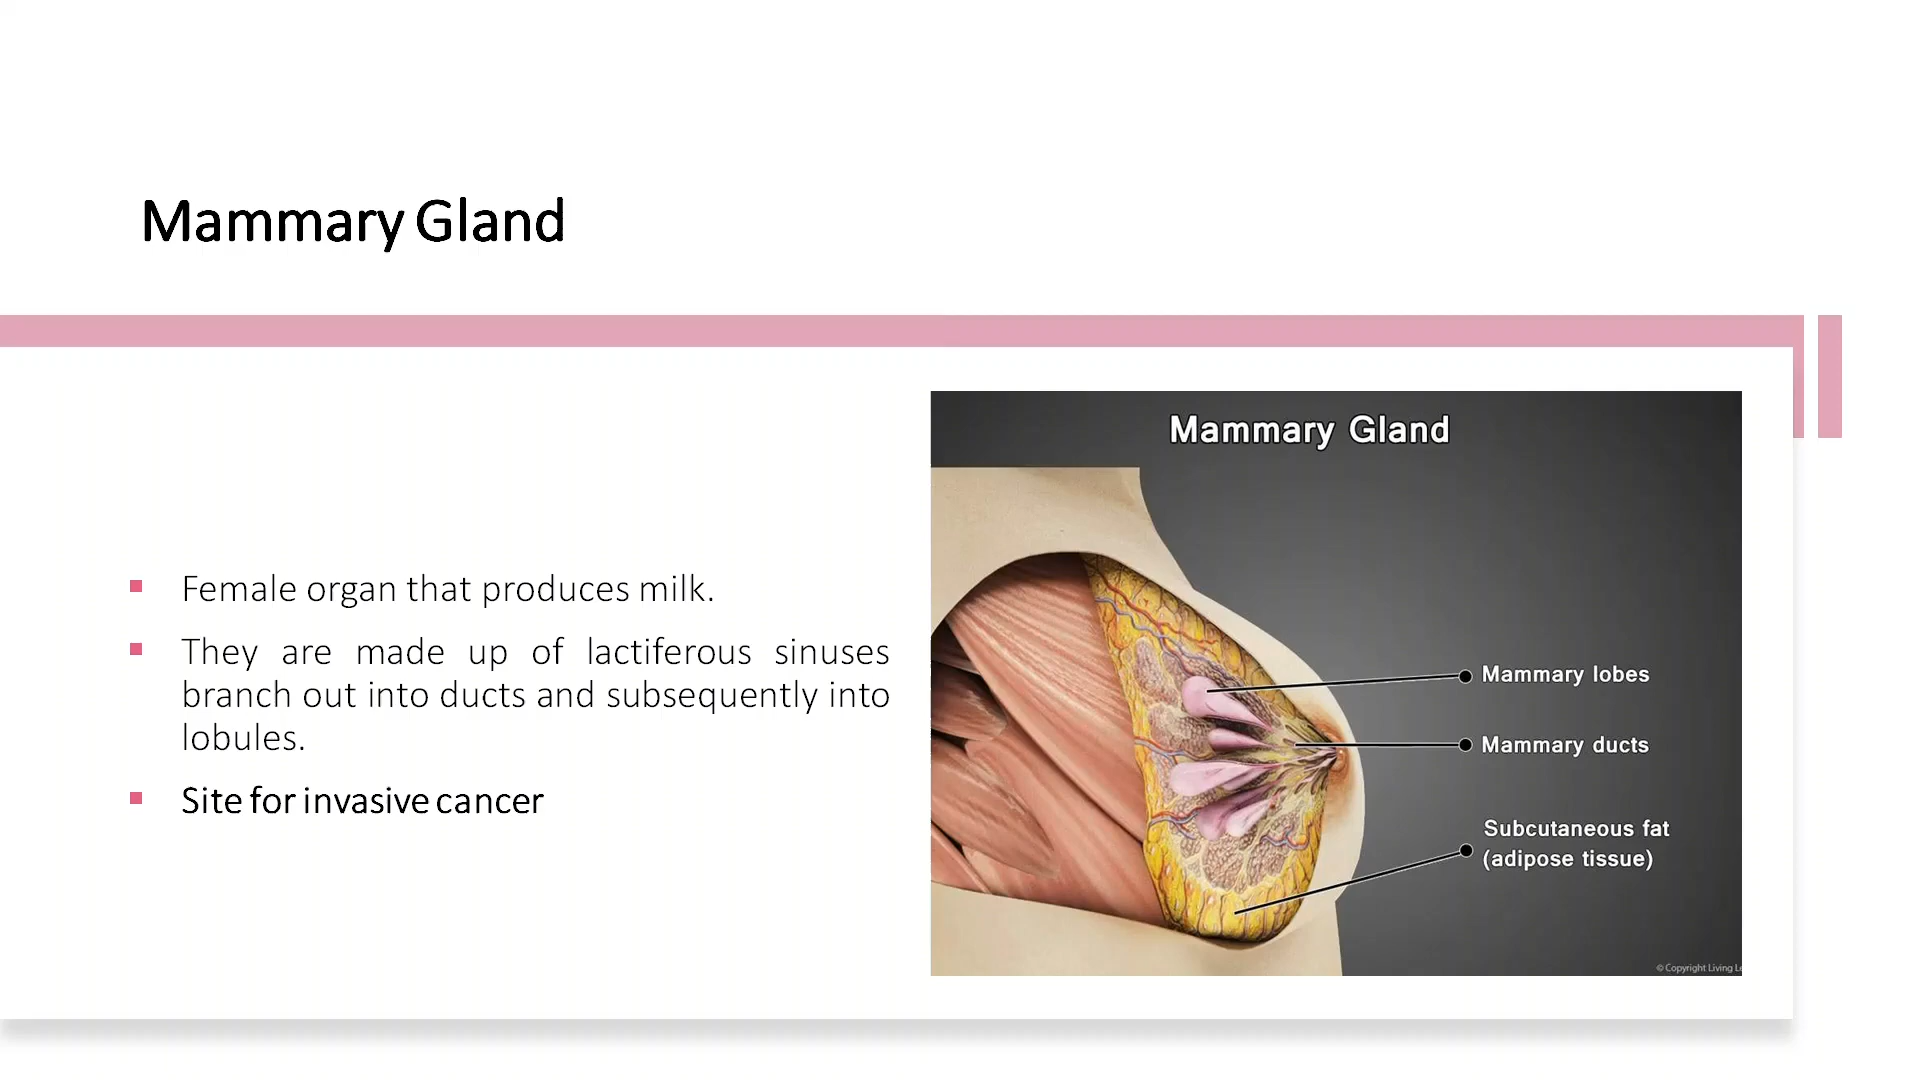 Mammary Gland
Female organ that produces milk.
They are made up of lactiferous sinuses
branch out into ducts and subsequently into
lobules.
Site for invasive cancer
Mammary Gland
Mammary lobes
Mammary ducts
Subcutaneous fat
(adipose tissue)
© Copyright Living